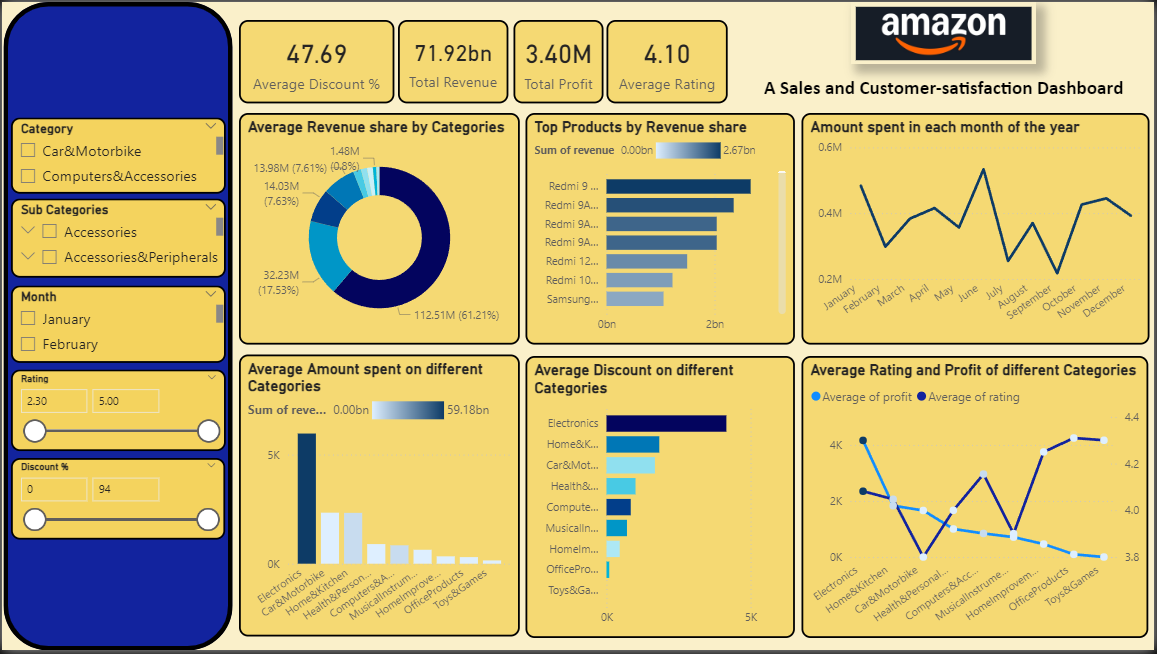 amazon
A Sales and Customer-satisfaction Dashboard
47.69
Average Discount %
71.92bn
Total Revenue
3.40M
Total Profit
4.10
Average Rating
Category
Car&Motorbike
Computers&Accessories
Sub Categories
Accessories
Accessories&Peripherals
Month
January
February
Rating
2.30 5.00
Discount %
0 94
Average Revenue share by Categories
1.48M
(0.8%)
13.98M (7.61%)
14.03M
(7.63%)
32.23M
(17.53%)
112.51M (61.21%)
Top Products by Revenue share
Sum of revenue 0.00bn 2.67bn
Redmi 9 ...
Redmi 9A...
Redmi 9A...
Redmi 9A...
Redmi 12...
Redmi 10...
Samsung...
0bn 2bn
Amount spent in each month of the year
0.6M
0.4M
0.2M
January
February
March
April
May
June
July
August
September
October
November
December
Average Amount spent on different
Categories
Sum of reve... 0.00bn 59.18bn
5K
0K
Electronics
Car&Motorbike
Home&Kitchen
Health&Person...
Computers&A...
MusicalInstrum...
HomeImprove...
OfficeProducts
Toys&Games
Average Discount on different
Categories
Electronics
Home&K...
Car&Mot...
Health&...
Compute...
MusicalIn...
HomeIm...
OfficePro...
Toys&Ga...
0K 5K
Average Rating and Profit of different Categories
Average of profit Average of rating
4K
2K
0K
4.4
4.2
4.0
3.8
Electronics
Home&Kitchen
Car&Motorbike
Health&Personal...
Computers&Acc...
MusicalInstrume...
HomeImprovem...
OfficeProducts
Toys&Games